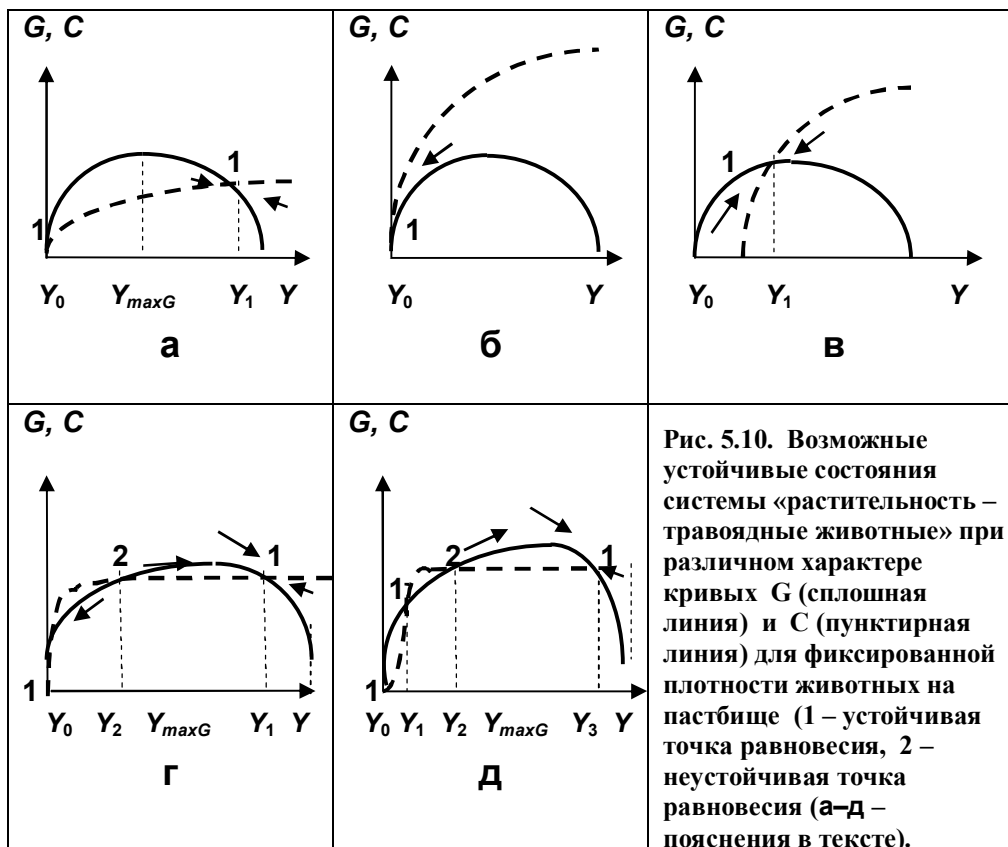 G, C
1
1
Y0 YmaxG Y1 Y
а
G, C
1
Y0 Y
б
G, C
1
Y0 Y1 Y
в
G, C
2 1
1
Y0 Y2 YmaxG Y1 Y
г
G, C
2 1
1
1
Y0 Y1 Y2 YmaxG Y3 Y
д
Рис. 5.10. Возможные
устойчивые состояния
системы «растительность –
травоядные животные» при
различном характере
кривых G (сплошная
линия) и C (пунктирная
линия) для фиксированной
плотности животных на
пастбище (1 – устойчивая
точка равновесия, 2 –
неустойчивая точка
равновесия (а–д –
пояснения в тексте).